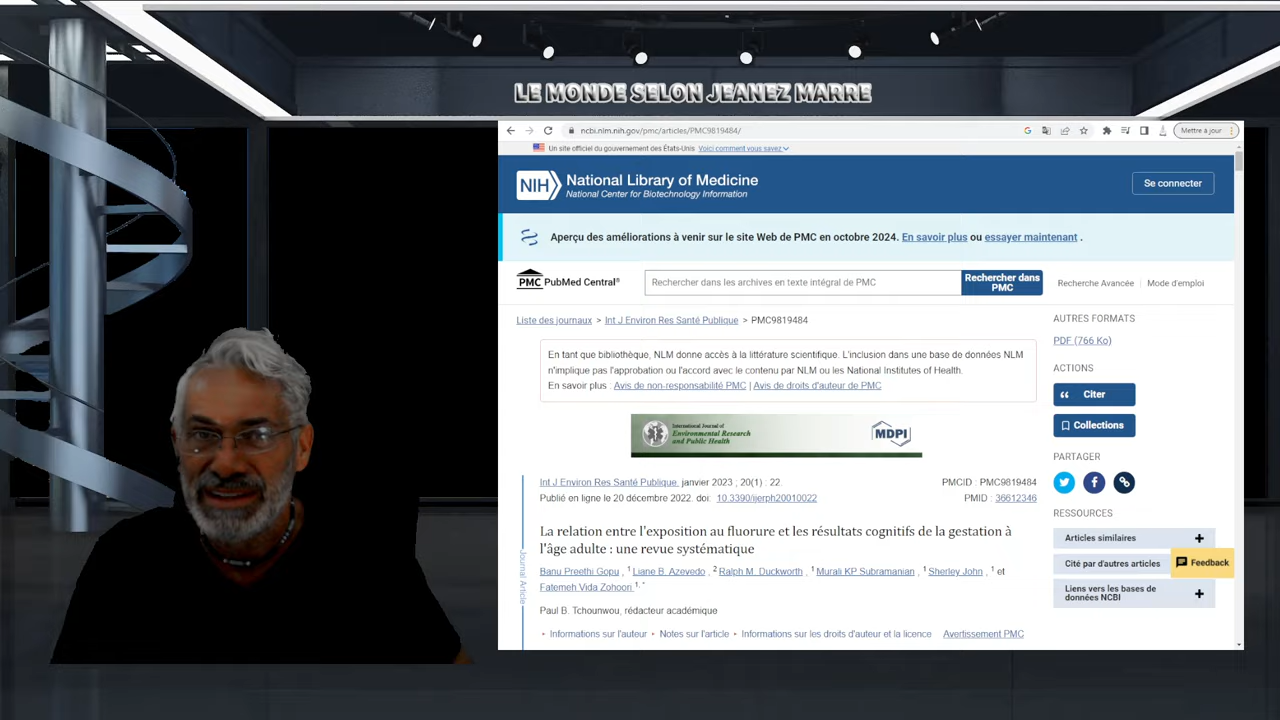 LE MONDE SELON JEANEZ MARRE
ncbi.nlm.nih.gov/pmc/articles/PMC9819484/
Mettre à jour
Un site officiel du gouvernement des États-Unis Voici comment vous savez
NIH National Library of Medicine
National Center for Biotechnology Information
Se connecter
Aperçu des améliorations à venir sur le site Web de PMC en octobre 2024. En savoir plus ou essayer maintenant .
PMC PubMed Central®
Rechercher dans les archives en texte intégral de PMC
Rechercher dans
PMC
Recherche Avancée | Mode d'emploi
Liste des journaux > Int J Environ Res Santé Publique > PMC9819484
En tant que bibliothèque, NLM donne accès à la littérature scientifique. L'inclusion dans une base de données NLM
n'implique pas l'approbation ou l'accord avec le contenu par NLM ou les National Institutes of Health.
En savoir plus : Avis de non-responsabilité PMC | Avis de droits d'auteur de PMC
International Journal of
Environmental Research
and Public Health
MDPI
Journal Article
Int J Environ Res Santé Publique. janvier 2023 ; 20(1) : 22.
PMCID : PMC9819484
Publié en ligne le 20 décembre 2022. doi: 10.3390/ijerph20010022
PMID : 36612346
La relation entre l'exposition au fluorure et les résultats cognitifs de la gestation à
l'âge adulte : une revue systématique
Banu Preethi Gopu , 1 Liane B. Azevedo , 2 Ralph M. Duckworth , 1 Murali KP Subramanian , 1 Sherley John , 1 et
Fatemeh Vida Zohoori 1, *
Paul B. Tchounwou, rédacteur académique
Informations sur l'auteur Notes sur l'article Informations sur les droits d'auteur et la licence Avertissement PMC
AUTRES FORMATS
PDF (766 Ko)
ACTIONS
Citer
Collections
PARTAGER
RESSOURCES
Articles similaires +
Cité par d'autres articles
Feedback
Liens vers les bases de
données NCBI +